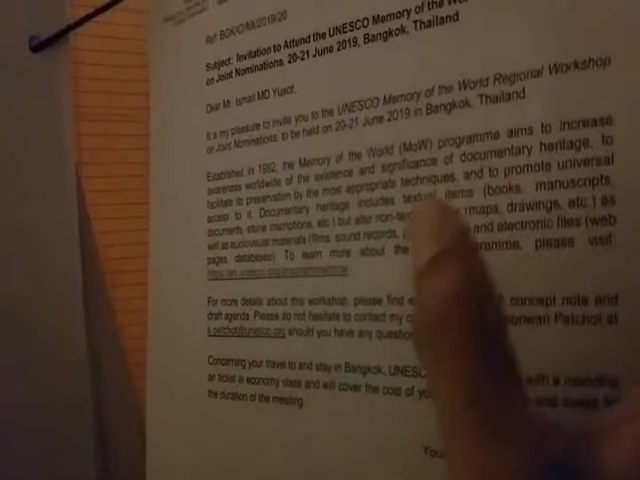 Ref: BGK/CI/MI/2019/20
Subject: Invitation to Attend the UNESCO Memory of the
on Joint Nominations, 20-21 June 2019, Bangkok, Thailand
Dear Mr. Ismail MD Yusof,
It is my pleasure to invite you to the UNESCO Memory of the World Regional Workshop
on Joint Nominations, to be held on 20-21 June 2019 in Bangkok, Thailand
Established in 1992, the Memory of the World (MoW) programme aims to increase
awareness worldwide of the existence and significance of documentary heritage, to
facilitate its preservation by the most appropriate techniques, and to promote universal
access to it. Documentary heritage includes textual items (books, manuscripts,
documents, stone inscriptions, etc.) but also (maps, drawings, etc.) as
well as audiovisual materials (films, sound records, and electronic files (web
pages, databases). To learn more about the please visit
For more details about this workshop, please find concept note and
draft agenda. Please do not hesitate to contact my Petchot at
k.petchot@unesco.org should you have any
Concerning your travel to and stay in Bangkok, with a
an ticket in economy class and will cover the cost of
the duration of the meeting.